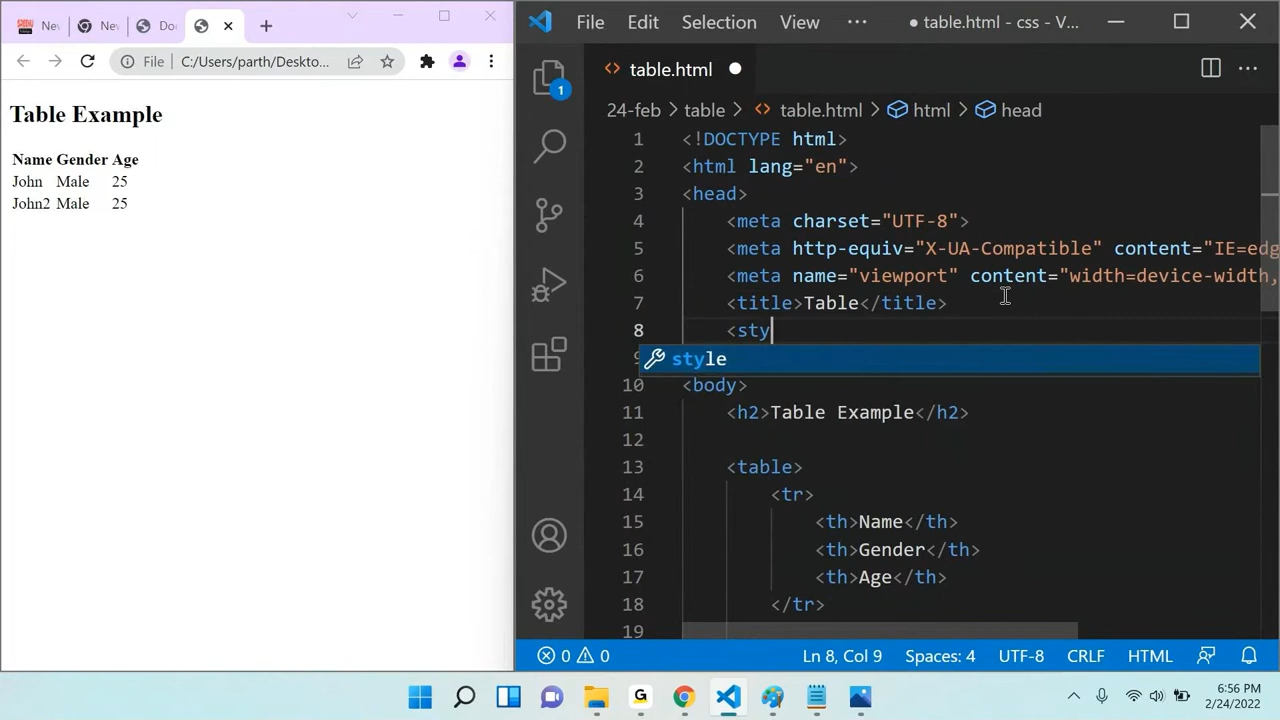 Nev
Nev
Do
File C:/Users/parth/Deskto...
Table Example
Name Gender Age
John Male 25
John2 Male 25
File Edit Selection View ··· ● table.html - css - V...
table.html
1
24-feb > table > table.html > html > head
1 <!DOCTYPE html>
2 <html lang="en">
3 <head>
4 <meta charset="UTF-8">
5 <meta http-equiv="X-UA-Compatible" content="IE=edg
6 <meta name="viewport" content="width=device-width,
7 <title>Table</title>
8 <sty
style
10 <body>
11 <h2>Table Example</h2>
12
13 <table>
14 <tr>
15 <th>Name</th>
16 <th>Gender</th>
17 <th>Age</th>
18 </tr>
19
0 0 Ln 8, Col 9 Spaces: 4 UTF-8 CRLF HTML
G
6:56 PM
2/24/2022